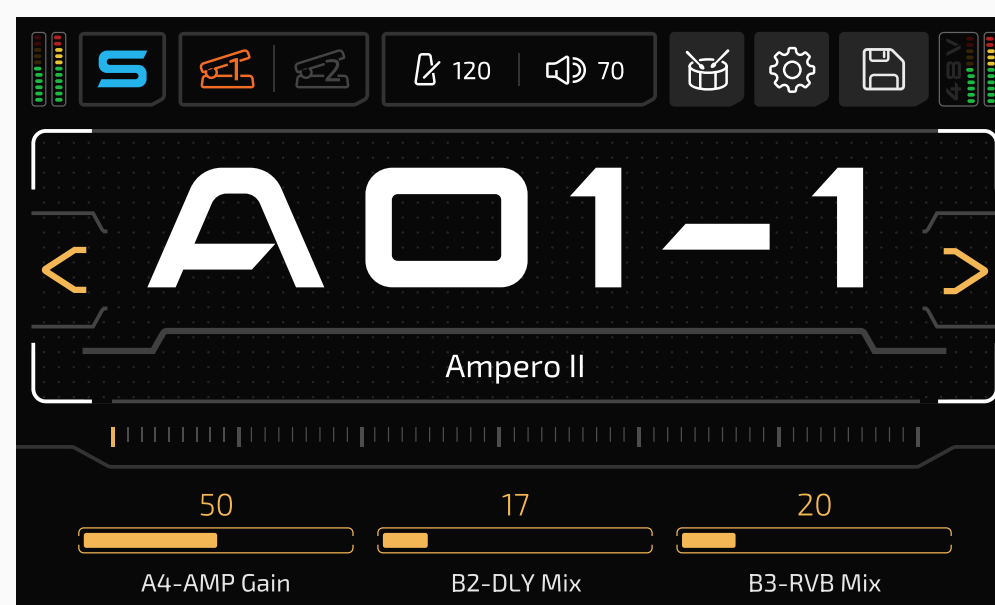 S 1 2 120 70 48V
A01-1
Ampero II
50 17 20
A4-AMP Gain B2-DLY Mix B3-RVB Mix